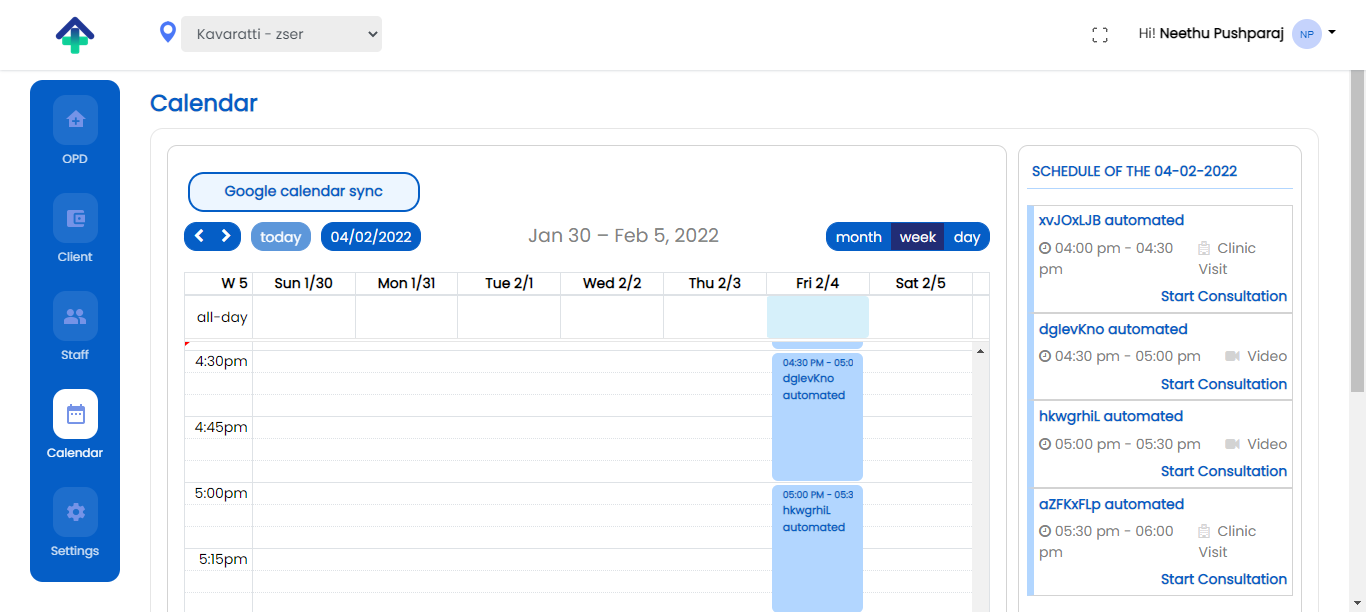 Kavaratti - zser
Hi! Neethu Pushparaj NP
OPD
Client
Staff
Calendar
Settings
Calendar
Google calendar sync
today 04/02/2022
Jan 30 – Feb 5, 2022
month week day
W 5 Sun 1/30 Mon 1/31 Tue 2/1 Wed 2/2 Thu 2/3 Fri 2/4 Sat 2/5
all-day
4:30pm
4:45pm
5:00pm
5:15pm
04:30 PM - 05:0
dglevKno
automated
05:00 PM - 05:3
hkwgrhiL
automated
SCHEDULE OF THE 04-02-2022
xvJOxLJB automated
04:00 pm - 04:30 pm
Clinic Visit
Start Consultation
dglevKno automated
04:30 pm - 05:00 pm Video
Start Consultation
hkwgrhiL automated
05:00 pm - 05:30 pm Video
Start Consultation
aZFKxFLp automated
05:30 pm - 06:00 pm
Clinic Visit
Start Consultation